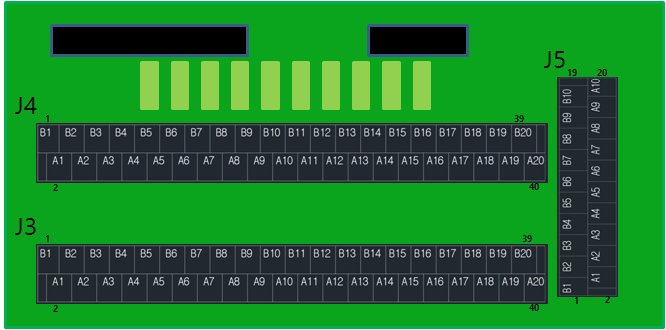 J5
19 20
J4
1 39
B1 B2 B3 B4 B5 B6 B7 B8 B9 B10 B11 B12 B13 B14 B15 B16 B17 B18 B19 B20
A1 A2 A3 A4 A5 A6 A7 A8 A9 A10 A11 A12 A13 A14 A15 A16 A17 A18 A19 A20
2 40
J3
1 39
B1 B2 B3 B4 B5 B6 B7 B8 B9 B10 B11 B12 B13 B14 B15 B16 B17 B18 B19 B20
A1 A2 A3 A4 A5 A6 A7 A8 A9 A10 A11 A12 A13 A14 A15 A16 A17 A18 A19 A20
2 40
B1 B2 B3 B4 B5 B6 B7 B8 B9 B10
A1 A2 A3 A4 A5 A6 A7 A8 A9 A10
1 2